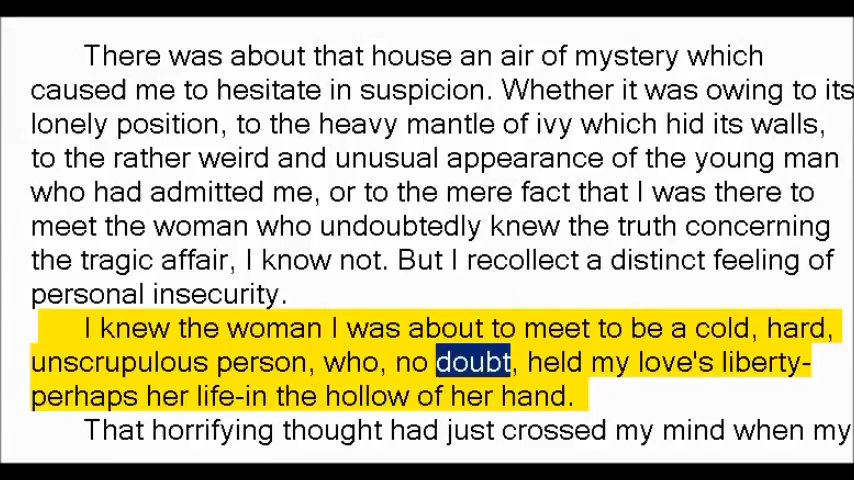 There was about that house an air of mystery which
caused me to hesitate in suspicion. Whether it was owing to its
lonely position, to the heavy mantle of ivy which hid its walls,
to the rather weird and unusual appearance of the young man
who had admitted me, or to the mere fact that I was there to
meet the woman who undoubtedly knew the truth concerning
the tragic affair, I know not. But I recollect a distinct feeling of
personal insecurity.
I knew the woman I was about to meet to be a cold, hard,
unscrupulous person, who, no doubt, held my love's liberty-
perhaps her life-in the hollow of her hand.
That horrifying thought had just crossed my mind when my